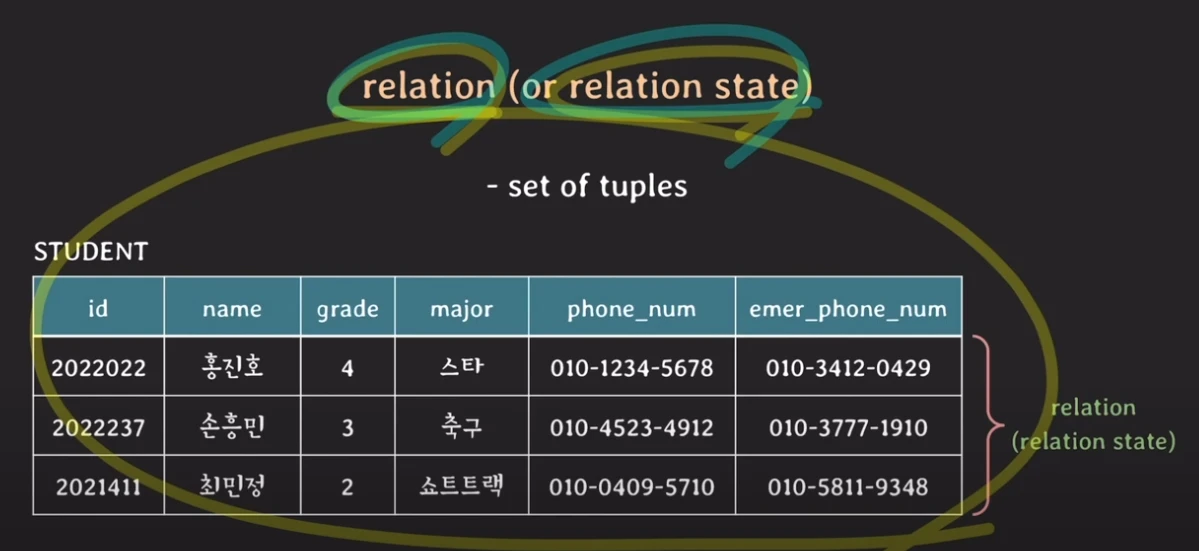 relation (or relation state)
- set of tuples
STUDENT
id name grade major phone_num emer_phone_num
2022022 홍진호 4 스타 010-1234-5678 010-3412-0429
2022237 손흥민 3 축구 010-4523-4912 010-3777-1910
2021411 최민정 2 쇼트트랙 010-0409-5710 010-5811-9348
relation
(relation state)